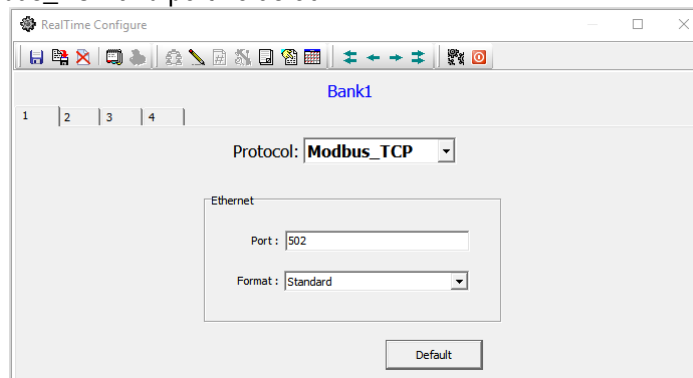 RealTime Configure
Bank1
1 2 3 4
Protocol: Modbus_TCP
Ethernet
Port : 502
Format : Standard
Default